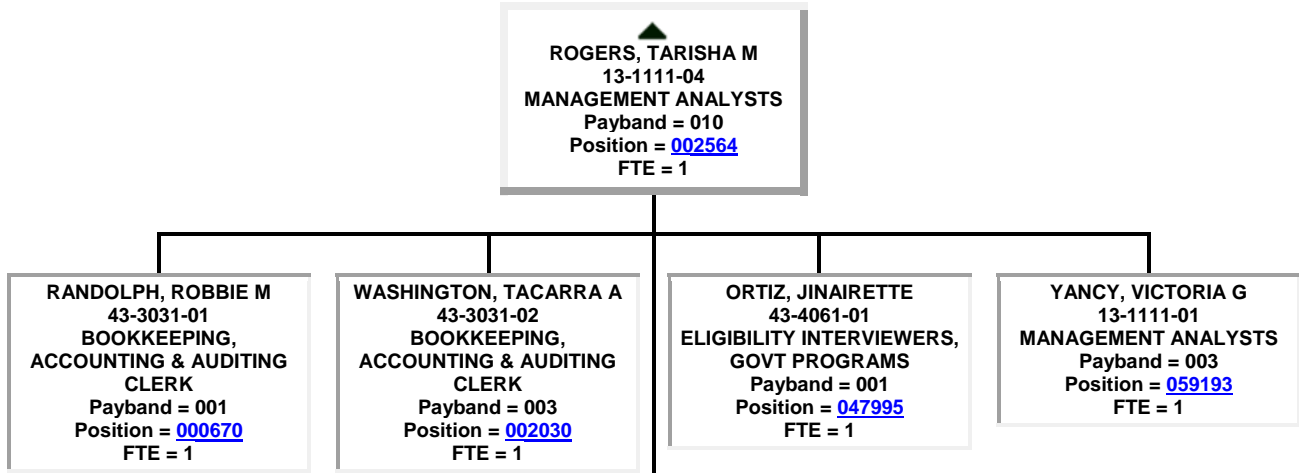 ROGERS, TARISHA M
13-1111-04
MANAGEMENT ANALYSTS
Payband = 010
Position = 002564
FTE = 1
RANDOLPH, ROBBIE M
43-3031-01
BOOKKEEPING,
ACCOUNTING & AUDITING
CLERK
Payband = 001
Position = 000670
FTE = 1
WASHINGTON, TACARRA A
43-3031-02
BOOKKEEPING,
ACCOUNTING & AUDITING
CLERK
Payband = 003
Position = 002030
FTE = 1
ORTIZ, JINAIRETTE
43-4061-01
ELIGIBILITY INTERVIEWERS,
GOVT PROGRAMS
Payband = 001
Position = 047995
FTE = 1
YANCY, VICTORIA G
13-1111-01
MANAGEMENT ANALYSTS
Payband = 003
Position = 059193
FTE = 1